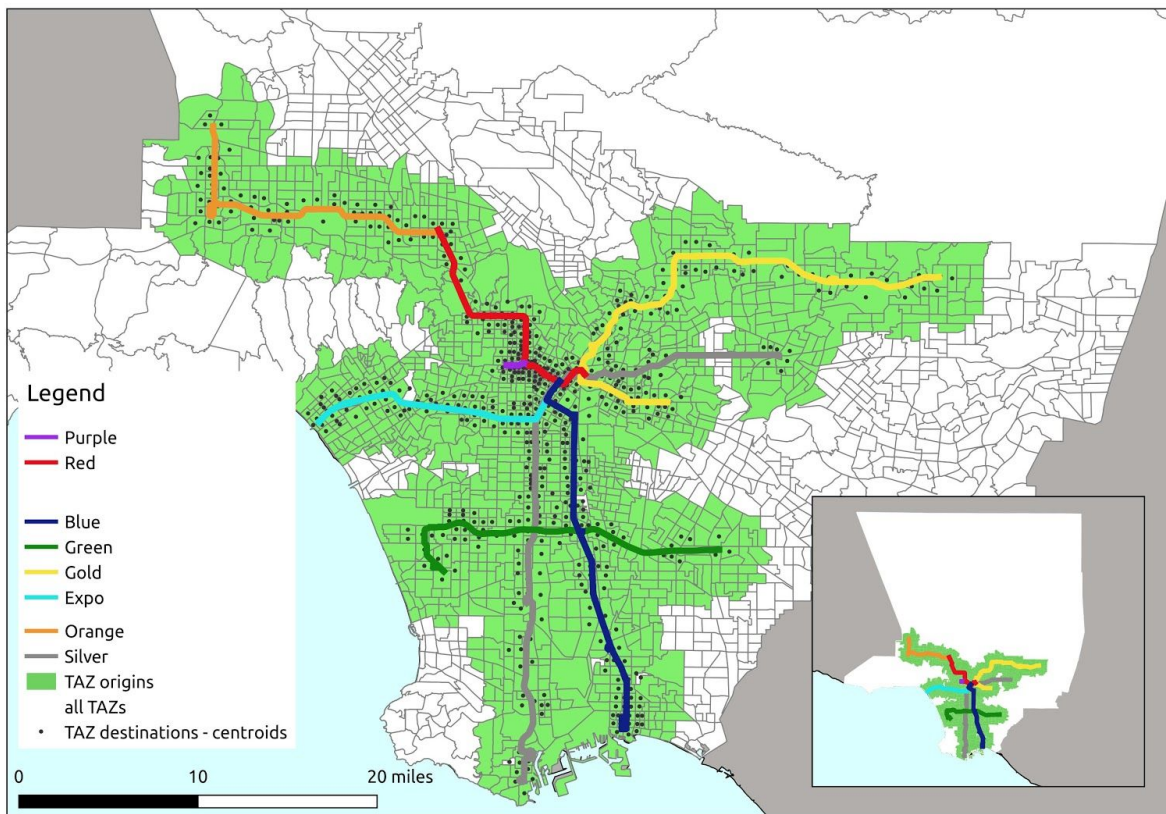 Legend
Purple
Red
Blue
Green
Gold
Expo
Orange
Silver
TAZ origins
all TAZs
TAZ destinations - centroids
0 10 20 miles